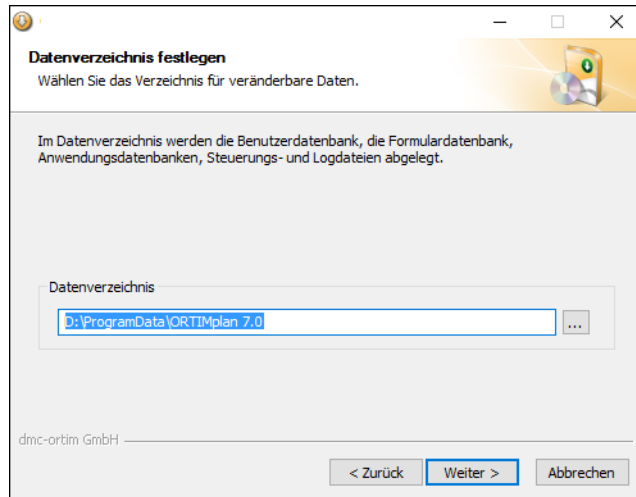 Datenverzeichnis festlegen
Wählen Sie das Verzeichnis für veränderbare Daten.
Im Datenverzeichnis werden die Benutzerdatenbank, die Formulardatenbank,
Anwendungsdatenbanken, Steuerungs- und Logdateien abgelegt.
Datenverzeichnis
D:\ProgramData\ORTIMplan 7.0
...
dmc-ortim GmbH
< Zurück
Weiter >
Abbrechen